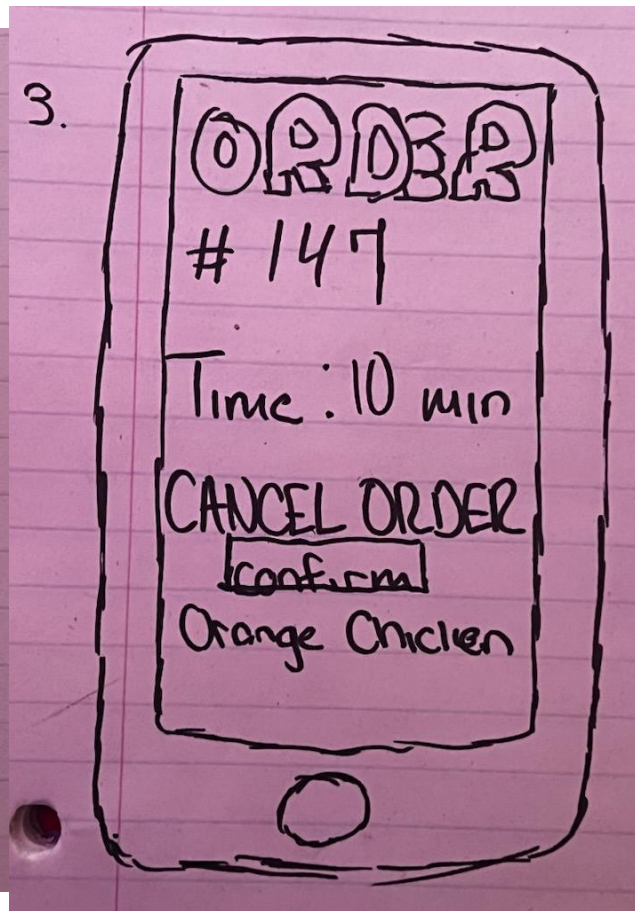 3.
ORDER
# 147
Time: 10 min
CANCEL ORDER
confirm
Orange Chicken